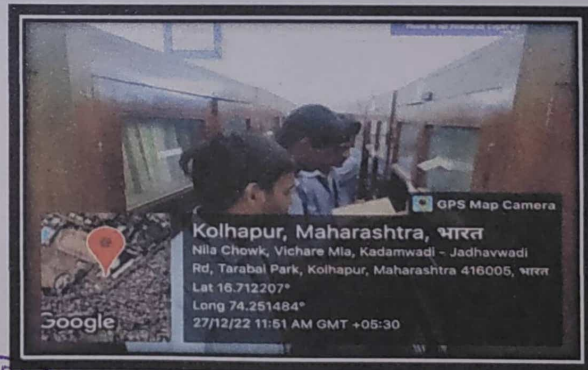 GPS Map Camera
Kolhapur, Maharashtra, भारत
Nila Chowk, Vichare Mla, Kadamwadi - Jadhavwadi
Rd, Tarabai Park, Kolhapur, Maharashtra 416005, भारत
Lat 16.712207°
Long 74.251484°
27/12/22 11:51 AM GMT +05:30
Google